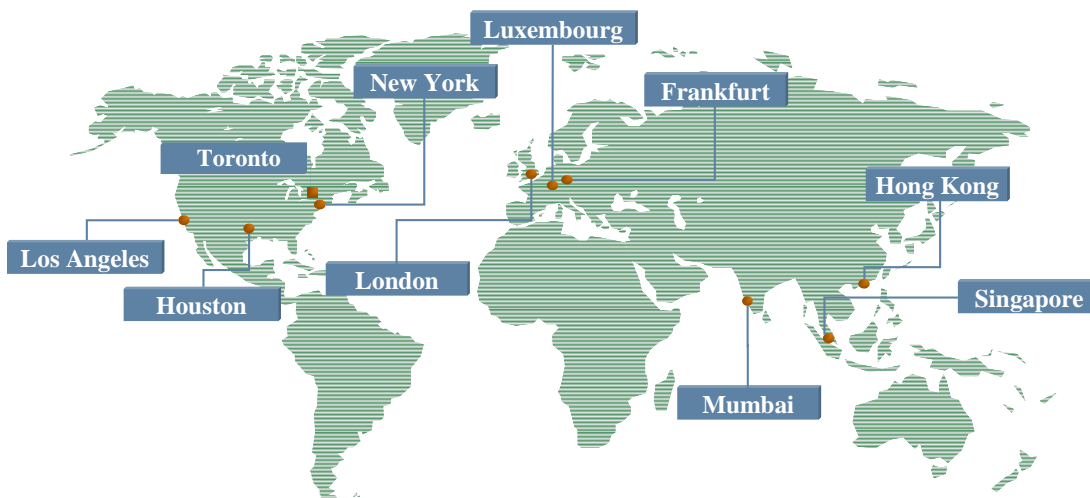 Luxembourg
New York
Frankfurt
Toronto
Hong Kong
Los Angeles
London
Houston
Singapore
Mumbai